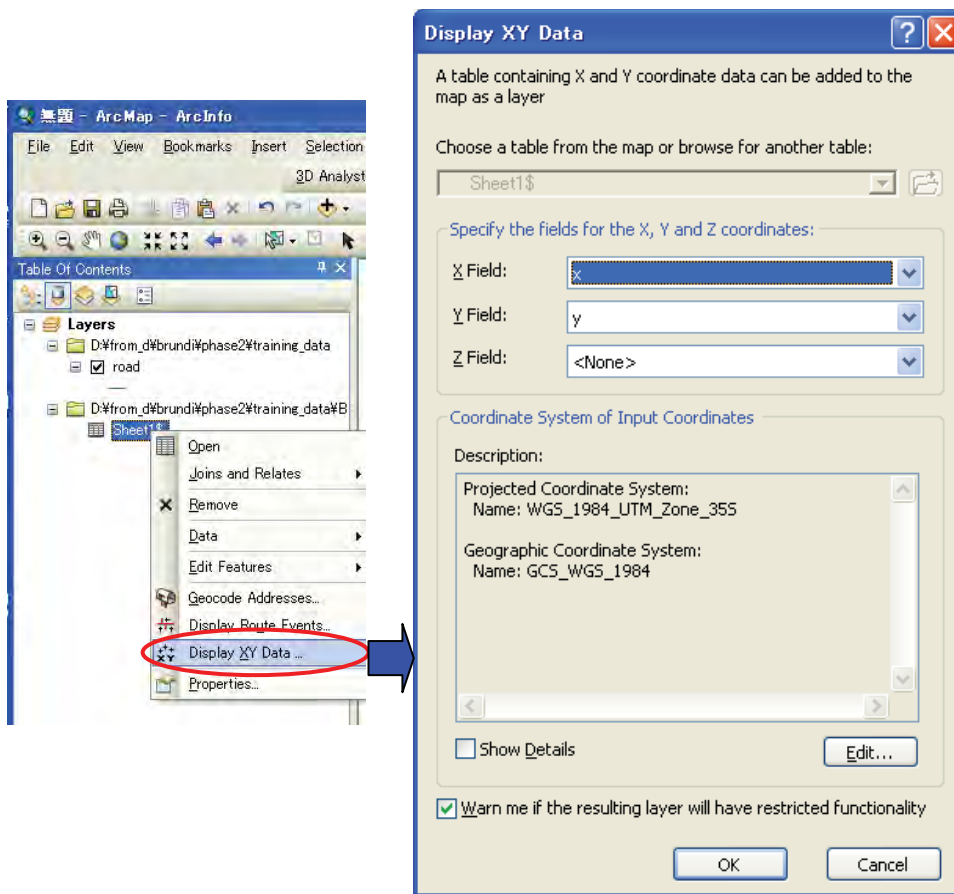 無題 - ArcMap - ArcInfo
File Edit View Bookmarks Insert Selection
3D Analyst
Table Of Contents
Layers
D:¥from_d¥brundi¥phase2¥training_data
road
D:¥from_d¥brundi¥phase2¥training_data¥B
Sheet1$
Open
Joins and Relates
Remove
Data
Edit Features
Geocode Addresses...
Display Route Events...
Display XY Data ...
Properties...
Display XY Data
A table containing X and Y coordinate data can be added to the
map as a layer
Choose a table from the map or browse for another table:
Sheet1$
Specify the fields for the X, Y and Z coordinates:
X Field: x
Y Field: y
Z Field: <None>
Coordinate System of Input Coordinates
Description:
Projected Coordinate System:
Name: WGS_1984_UTM_Zone_35S
Geographic Coordinate System:
Name: GCS_WGS_1984
Show Details
Edit...
Warn me if the resulting layer will have restricted functionality
OK Cancel